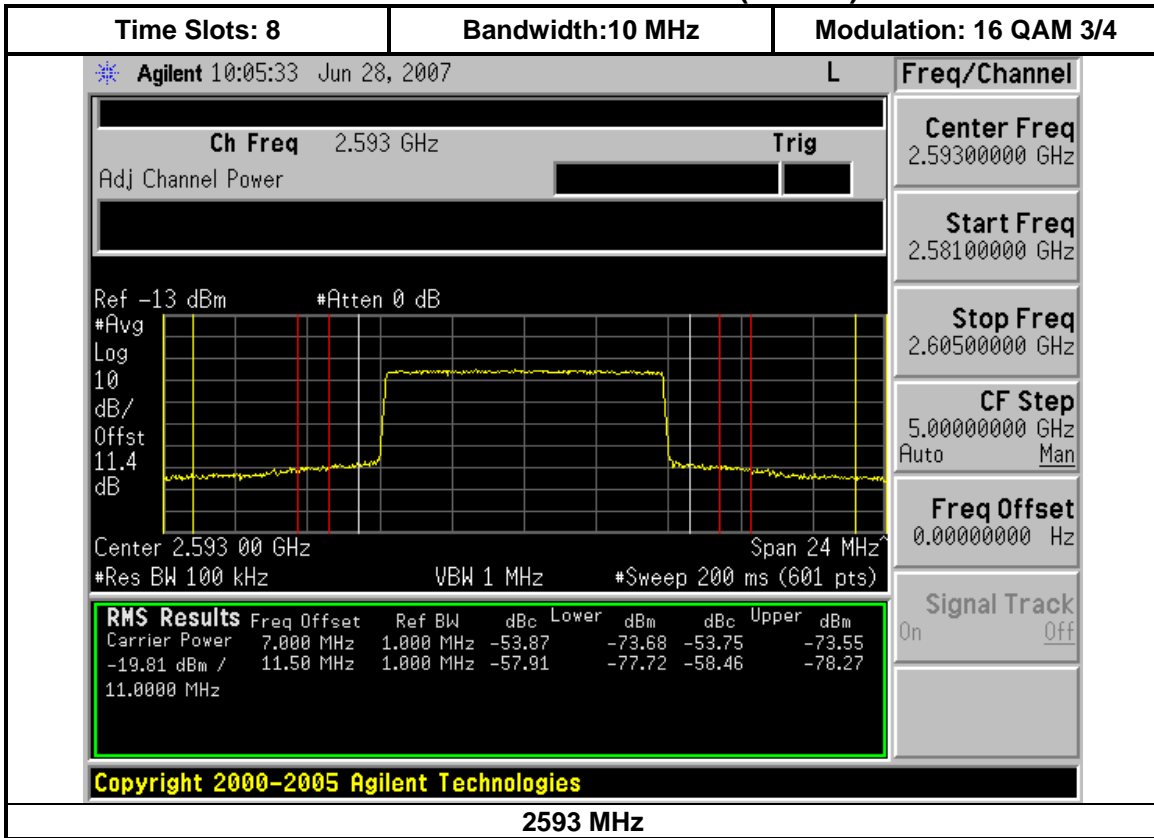 Time Slots: 8 Bandwidth:10 MHz Modulation: 16 QAM 3/4
Agilent 10:05:33 Jun 28, 2007 L Freq/Channel
Ch Freq 2.593 GHz Trig
Adj Channel Power
Center Freq
2.59300000 GHz
Start Freq
2.58100000 GHz
Stop Freq
2.60500000 GHz
CF Step
5.00000000 GHz
Auto Man
Freq Offset
0.00000000 Hz
Signal Track
On Off
Ref -13 dBm #Atten 0 dB
#Avg
Log
10
dB/
Offst
11.4
dB
Center 2.593 00 GHz Span 24 MHz^
#Res BW 100 kHz VBW 1 MHz #Sweep 200 ms (601 pts)
RMS Results Freq Offset Ref BW dBc Lower dBm dBc Upper dBm
Carrier Power 7.000 MHz 1.000 MHz -53.87 -73.68 -53.75 -73.55
-19.81 dBm / 11.50 MHz 1.000 MHz -57.91 -77.72 -58.46 -78.27
11.0000 MHz
Copyright 2000-2005 Agilent Technologies
2593 MHz